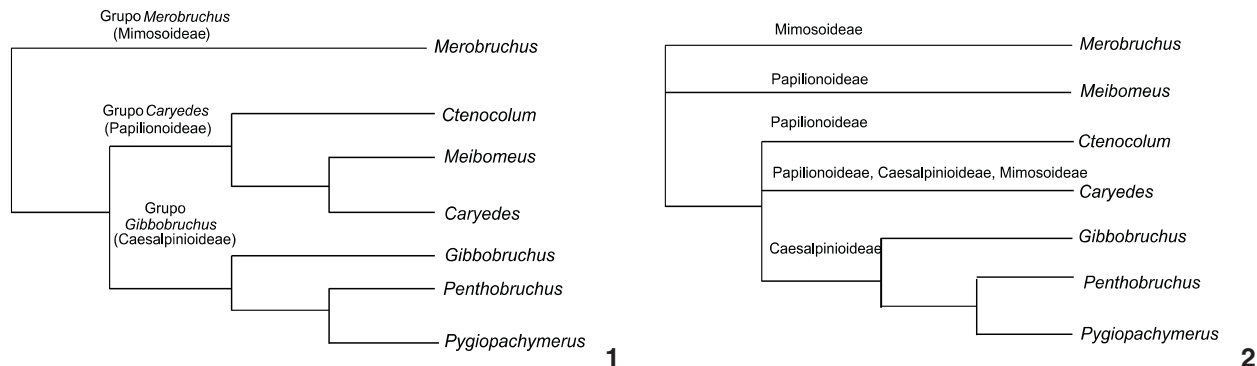 Grupo Merobruchus
(Mimosoideae)
Merobruchus
Grupo Caryedes
(Papilionoideae)
Ctenocolum
Meibomeus
Caryedes
Grupo
Gibbobruchus
(Caesalpinioideae)
Gibbobruchus
Penthobruchus
Pygiopachymerus
1
Mimosoideae
Merobruchus
Papilionoideae
Meibomeus
Papilionoideae
Ctenocolum
Papilionoideae, Caesalpinioideae, Mimosoideae
Caryedes
Caesalpinioideae
Gibbobruchus
Penthobruchus
Pygiopachymerus
2